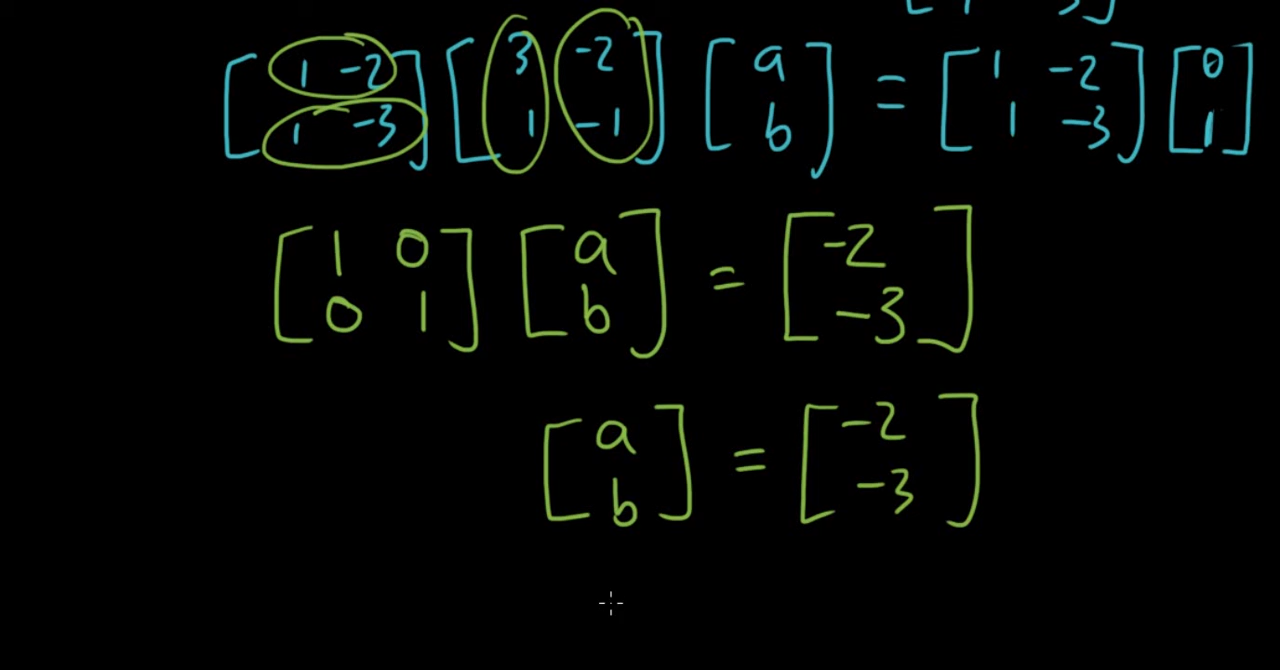 [1 -2] [3 -2] [a] = [1 -2] [0]
[1 -3] [1 -1] [b] [1 -3] [1]
[1 0] [a] = [-2]
[0 1] [b] [-3]
[a] = [-2]
[b] [-3]